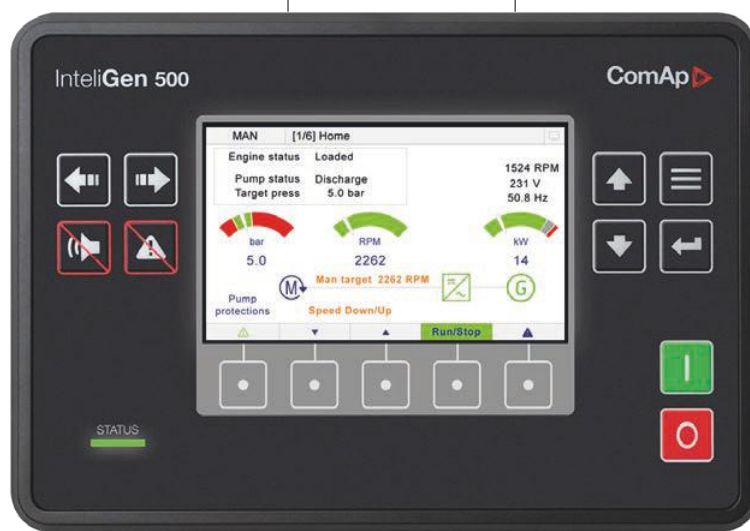 InteliGen 500
ComAp
MAN [1/6] Home
Engine status Loaded
Pump status Discharge
Target press 5.0 bar
1524 RPM
231 V
50.8 Hz
bar RPM kW
5.0 2262 14
M
Man target 2262 RPM
G
Pump
protections
Speed Down/Up
Run/Stop
STATUS